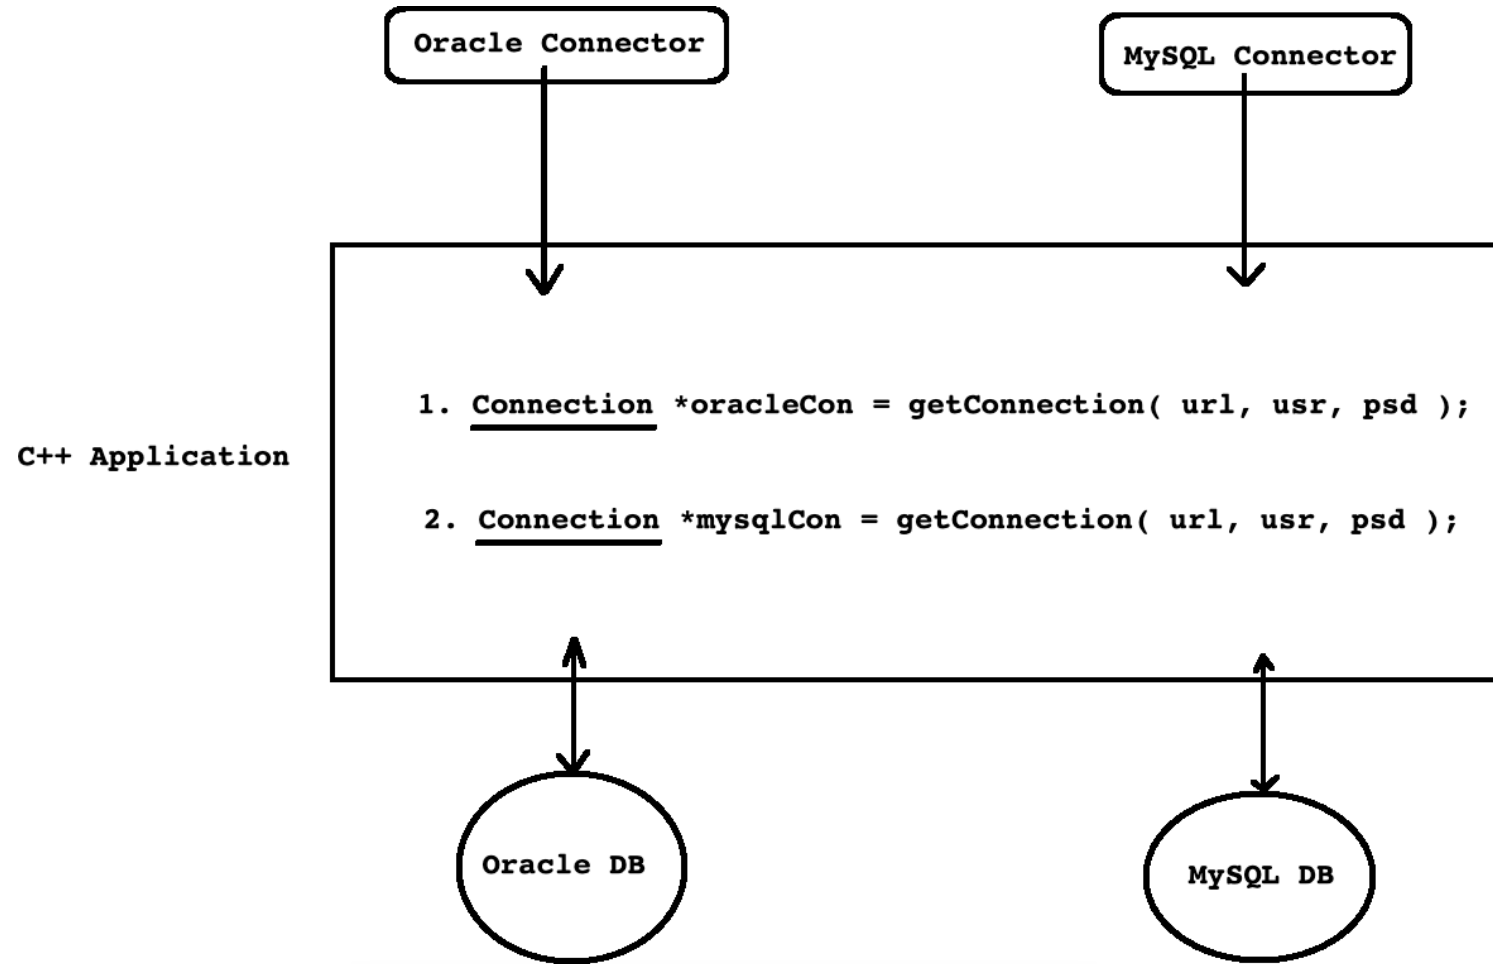 Oracle Connector
MySQL Connector
C++ Application
1. Connection *oracleCon = getConnection( url, usr, psd );
2. Connection *mysqlCon = getConnection( url, usr, psd );
Oracle DB
MySQL DB